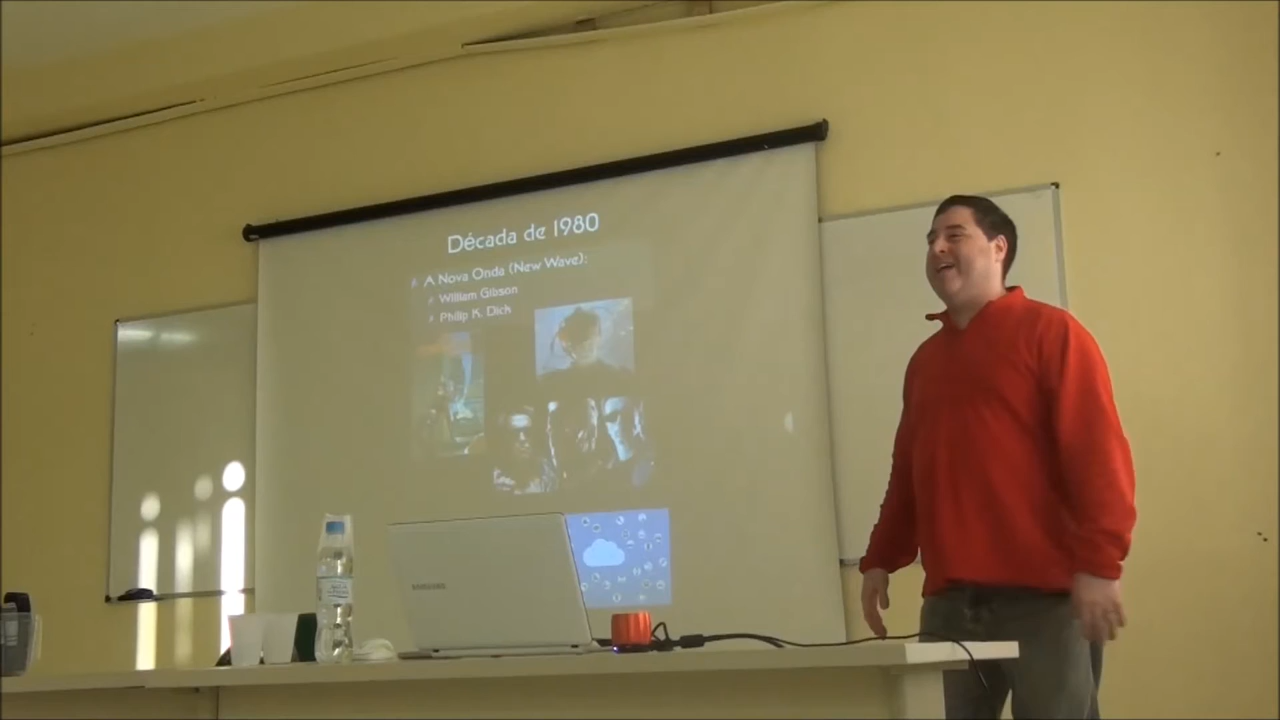 Década de 1980
A Nova Onda (New Wave):
William Gibson
Philip K. Dick
SAMSUNG